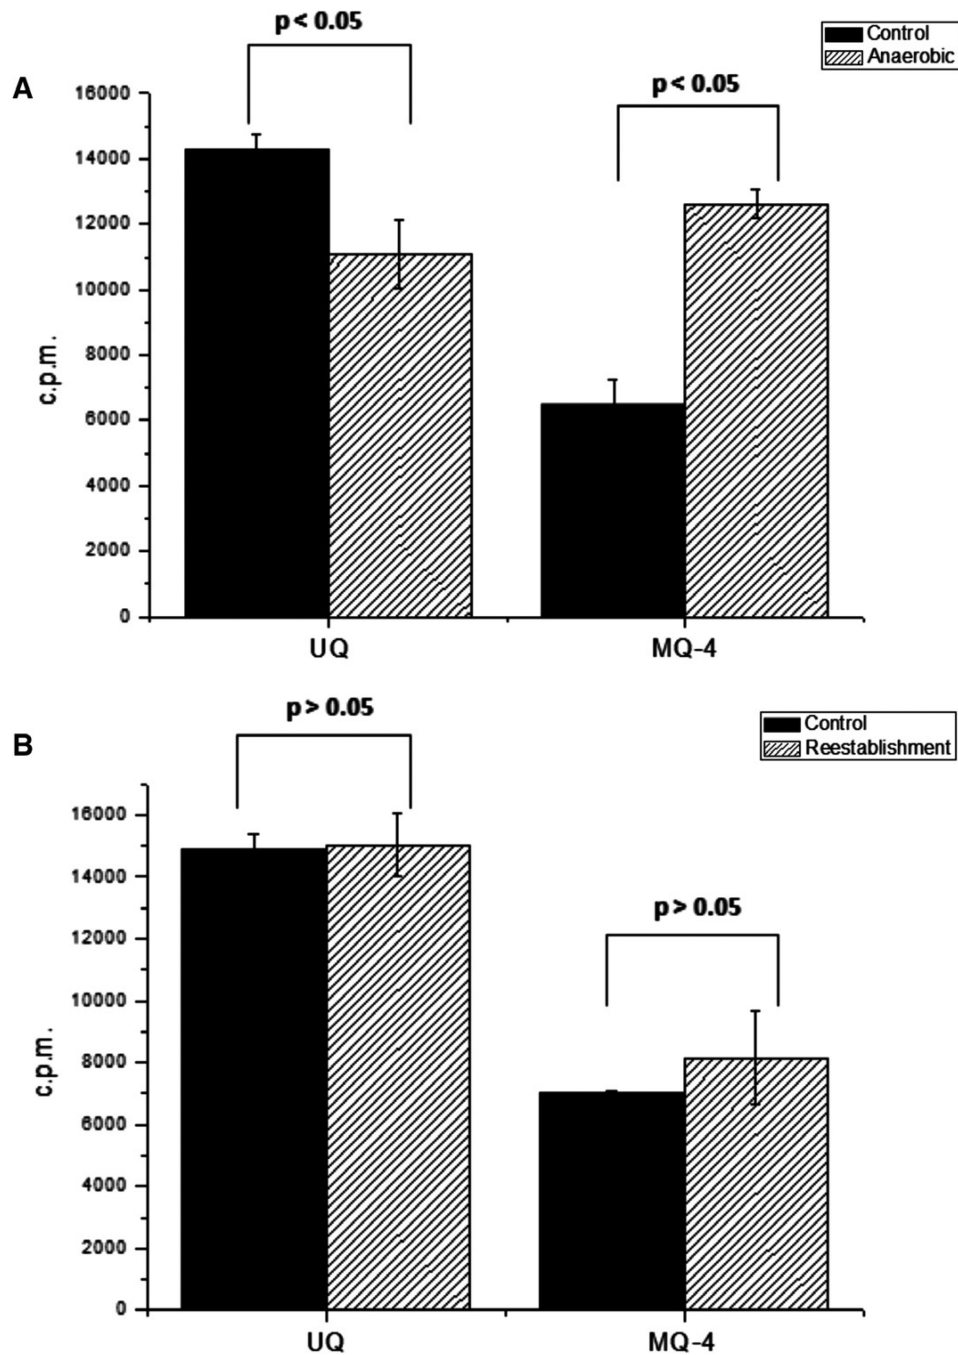 p < 0.05
Control
Anaerobic
A
p < 0.05
16000
14000
12000
10000
8000
6000
4000
2000
0
c.p.m.
UQ
MQ-4
p > 0.05
Control
Reestablishment
B
16000
14000
p > 0.05
12000
10000
8000
6000
4000
2000
0
c.p.m.
UQ
MQ-4